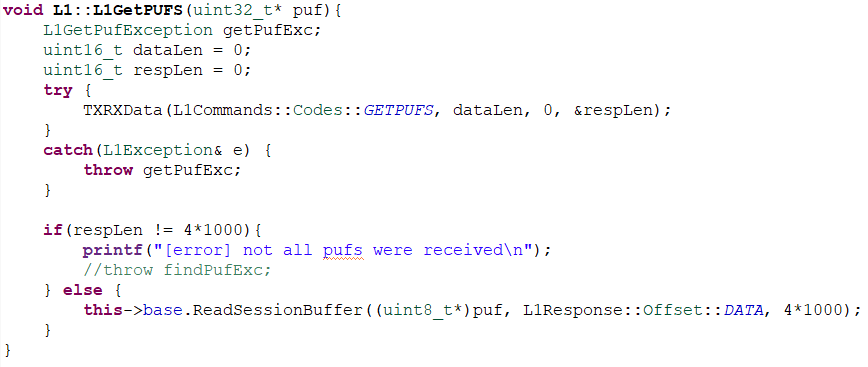 void L1::L1GetPUFS(uint32_t* puf){
    L1GetPufException getPufExc;
    uint16_t dataLen = 0;
    uint16_t respLen = 0;
    try {
        TXRXData(L1Commands::Codes::GETPUFS, dataLen, 0, &respLen);
    }
    catch(L1Exception& e) {
        throw getPufExc;
    }

    if(respLen != 4*1000){
        printf("[error] not all pufs were received\n");
        //throw findPufExc;
    } else {
        this->base.ReadSessionBuffer((uint8_t*)puf, L1Response::Offset::DATA, 4*1000);
    }
}